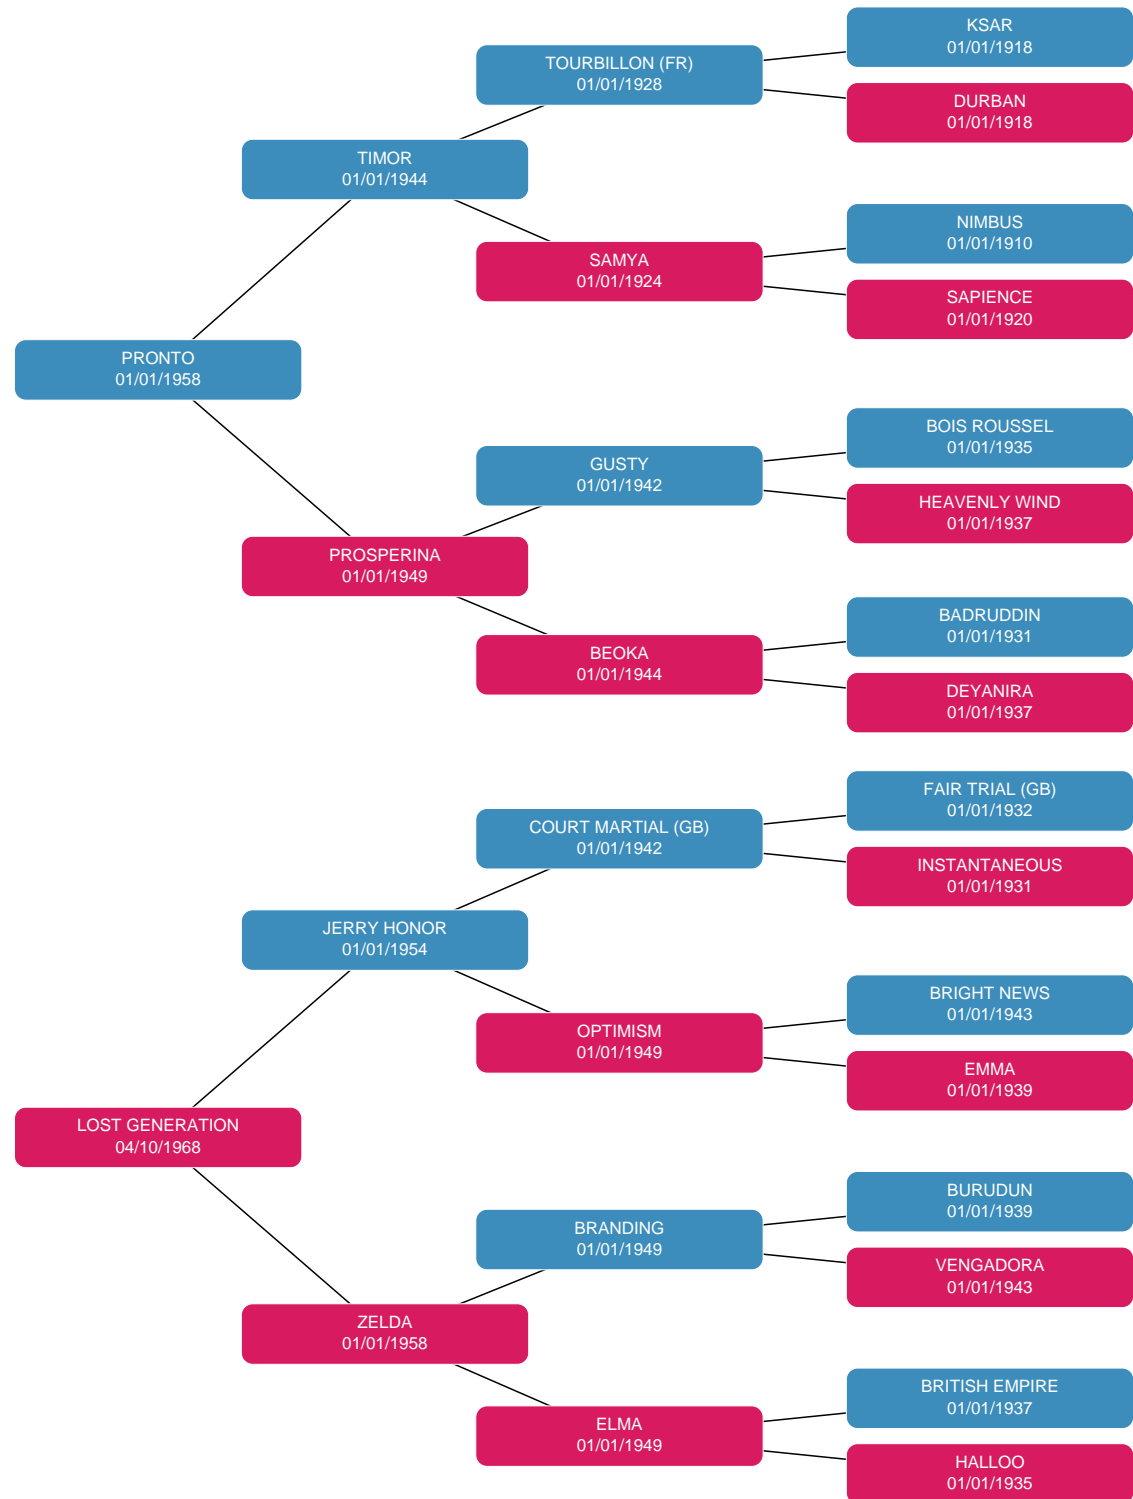 KSAR
01/01/1918
TOURBILLON (FR)
01/01/1928
DURBAN
01/01/1918
TIMOR
01/01/1944
NIMBUS
01/01/1910
SAMYA
01/01/1924
SAPIENCE
01/01/1920
PRONTO
01/01/1958
BOIS ROUSSEL
01/01/1935
GUSTY
01/01/1942
HEAVENLY WIND
01/01/1937
PROSPERINA
01/01/1949
BADRUDDIN
01/01/1931
BEOKA
01/01/1944
DEYANIRA
01/01/1937
FAIR TRIAL (GB)
01/01/1932
COURT MARTIAL (GB)
01/01/1942
INSTANTANEOUS
01/01/1931
JERRY HONOR
01/01/1954
BRIGHT NEWS
01/01/1943
OPTIMISM
01/01/1949
EMMA
01/01/1939
LOST GENERATION
04/10/1968
BURUDUN
01/01/1939
BRANDING
01/01/1949
VENGADORA
01/01/1943
ZELDA
01/01/1958
BRITISH EMPIRE
01/01/1937
ELMA
01/01/1949
HALLOO
01/01/1935